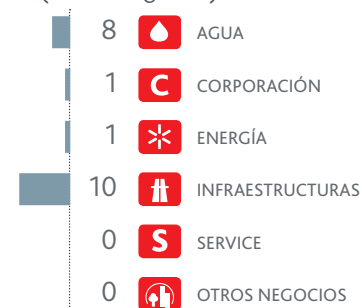 8 AGUA
1 C CORPORACIÓN
1 ENERGÍA
10 INFRAESTRUCTURAS
0 S SERVICE
0 OTROS NEGOCIOS